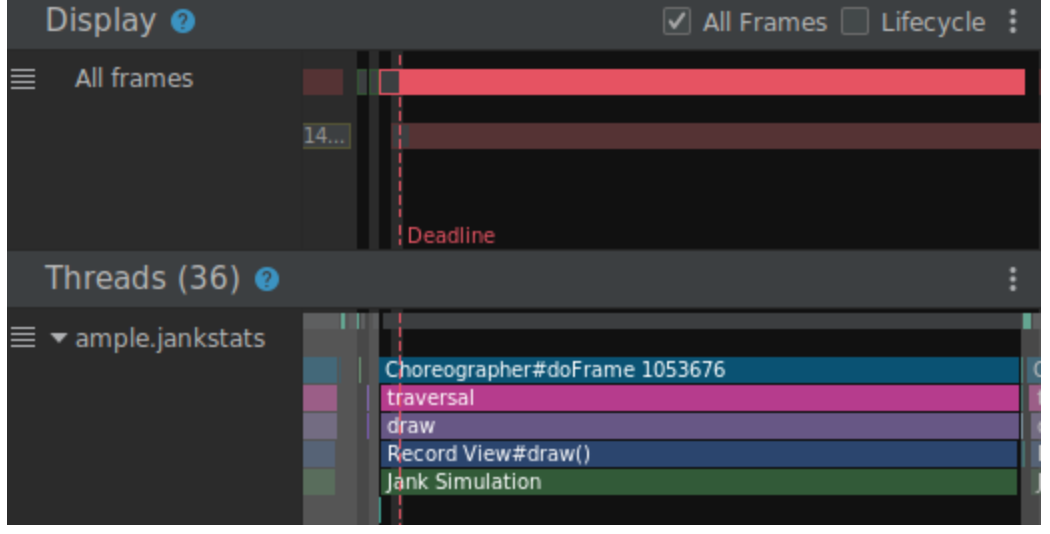 Display ? All Frames Lifecycle
All frames
14...
Deadline
Threads (36) ?
ample.jankstats
Choreographer#doFrame 1053676
traversal
draw
Record View#draw()
Jank Simulation